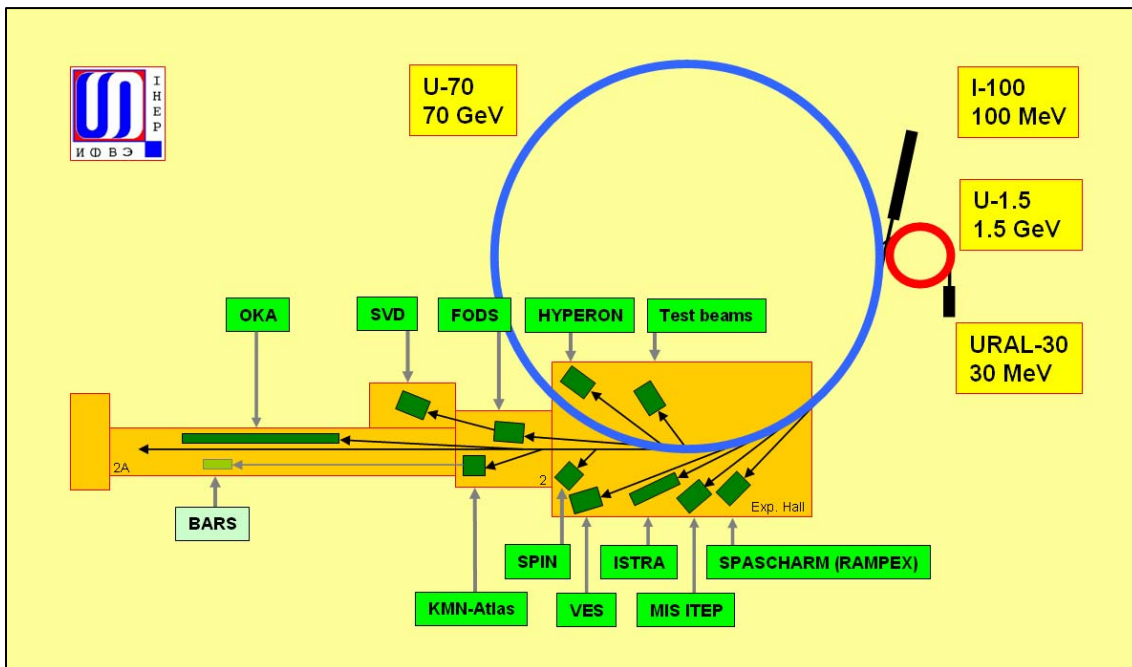 I
H
E
P
И Ф В Э
U-70
70 GeV
I-100
100 MeV
U-1.5
1.5 GeV
URAL-30
30 MeV
OKA
SVD
FODS
HYPERON
Test beams
2A
2
Exp. Hall
BARS
SPIN
ISTRA
SPASCHARM (RAMPEX)
KMN-Atlas
VES
MIS ITEP